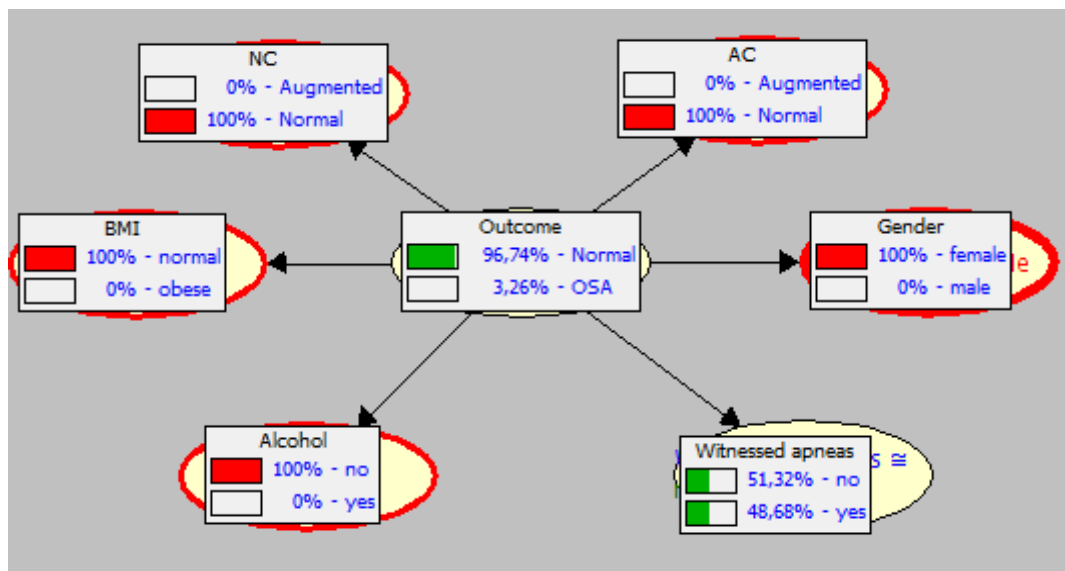 NC
0% - Augmented
100% - Normal
AC
0% - Augmented
100% - Normal
BMI
100% - normal
0% - obese
Outcome
96,74% - Normal
3,26% - OSA
Gender
100% - female
0% - male
Alcohol
100% - no
0% - yes
Witnessed apneas
51,32% - no
48,68% - yes